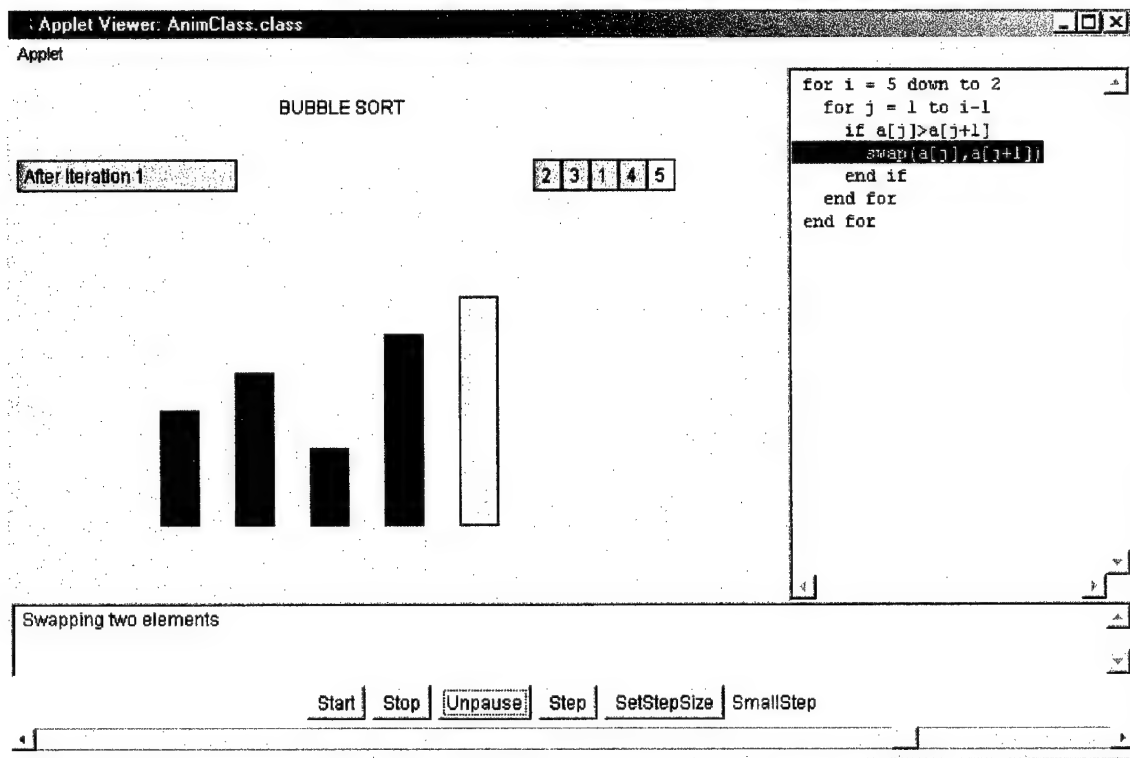 Applet Viewer: AnimClass.class
Applet
BUBBLE SORT
After Iteration 1
2 3 1 4 5
for i = 5 down to 2
for j = 1 to i-1
if a[j]>a[j+1]
swap(a[j],a[j+1])
end if
end for
end for
Swapping two elements
Start Stop Unpause Step SetStepSize SmallStep